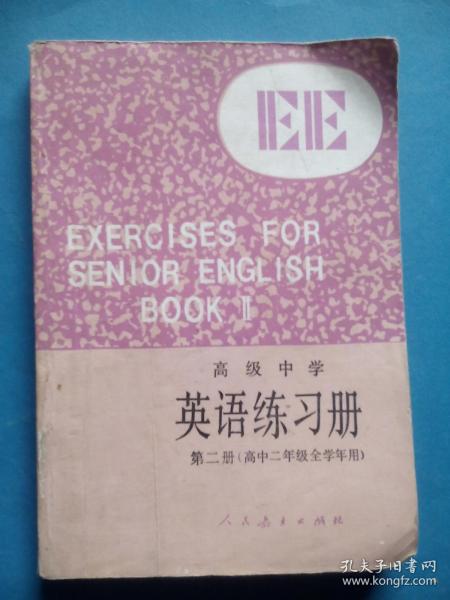 EE
EXERCISES FOR
SENIOR ENGLISH
BOOK II
高级中学
英语练习册
第二册(高中二年级全学年用)
人民教育出版社
孔夫子旧书网
www.kongfz.com